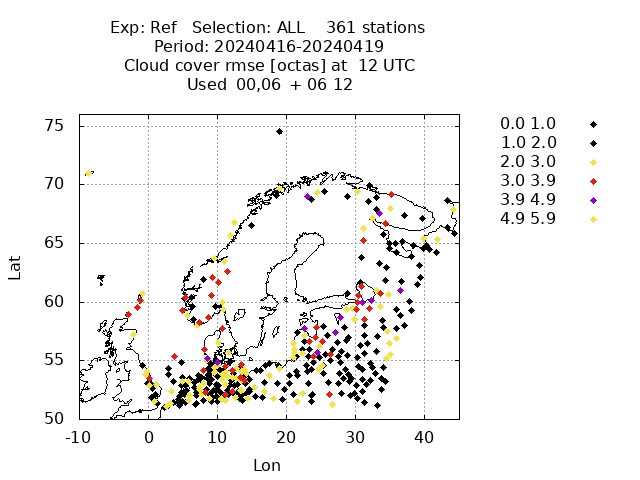 Exp: Ref Selection: ALL 361 stations
Period: 20240416-20240419
Cloud cover rmse [octas] at 12 UTC
Used 00,06 + 06 12
75
70
65
60
55
50
-10 0 10 20 30 40
Lat
Lon
0.0 1.0
1.0 2.0
2.0 3.0
3.0 3.9
3.9 4.9
4.9 5.9